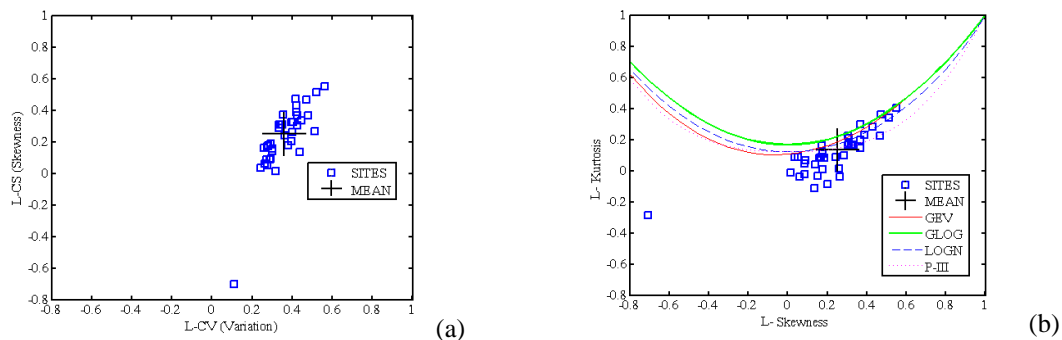 1
0.8
0.6
0.4
0.2
0
-0.2
-0.4
-0.6
-0.8
L-CS (Skewness)
-0.8 -0.6 -0.4 -0.2 0 0.2 0.4 0.6 0.8 1
L-CV (Variation)
SITES
MEAN
(a)
1
0.8
0.6
0.4
0.2
0
-0.2
-0.4
-0.6
-0.8
L- Kurtosis
-0.8 -0.6 -0.4 -0.2 0 0.2 0.4 0.6 0.8 1
L- Skewness
SITES
MEAN
GEV
GLOG
LOGN
P-III
(b)